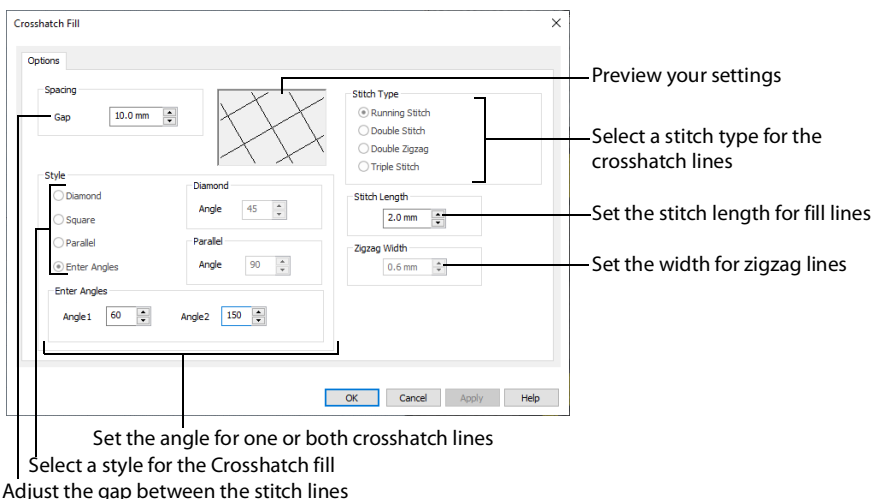 Crosshatch Fill
Options
Spacing
Gap 10.0 mm
Stitch Type
Running Stitch
Double Stitch
Double Zigzag
Triple Stitch
Style
Diamond
Square
Parallel
Enter Angles
Diamond
Angle 45
Parallel
Angle 90
Stitch Length
2.0 mm
Zigzag Width
0.6 mm
Enter Angles
Angle1 60 Angle2 150
OK Cancel Apply Help
Preview your settings
Select a stitch type for the
crosshatch lines
Set the stitch length for fill lines
Set the width for zigzag lines
Set the angle for one or both crosshatch lines
Select a style for the Crosshatch fill
Adjust the gap between the stitch lines